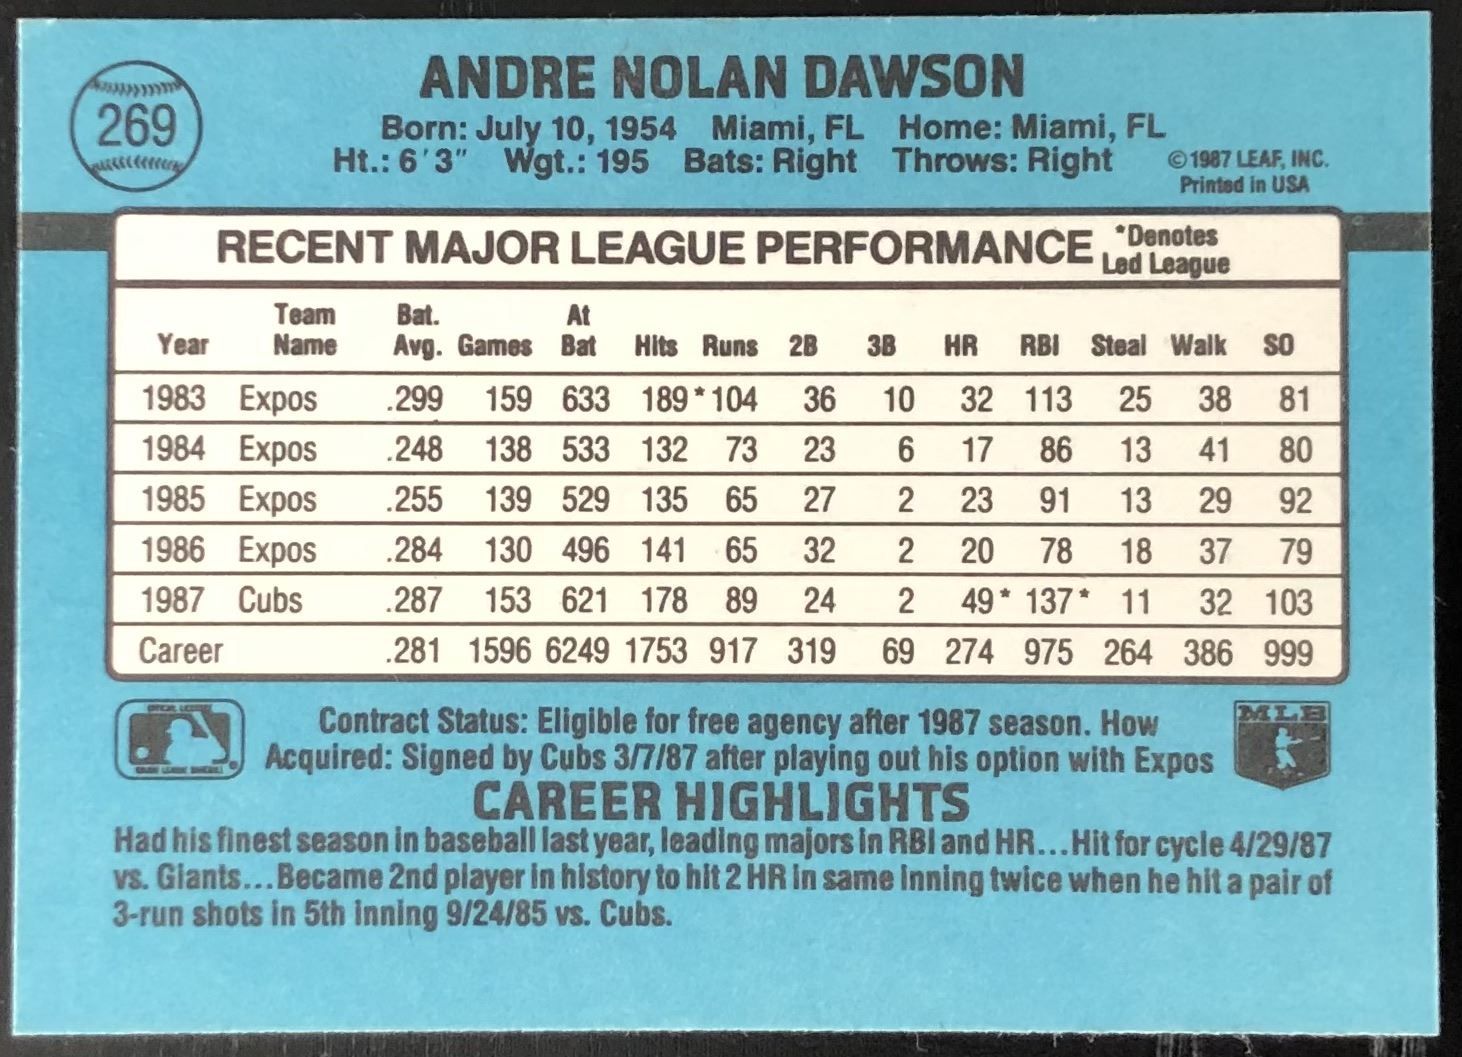 269
ANDRE NOLAN DAWSON
Born: July 10, 1954 Miami, FL Home: Miami, FL
Ht.: 6'3" Wgt.: 195 Bats: Right Throws: Right
©1987 LEAF, INC.
Printed in USA
RECENT MAJOR LEAGUE PERFORMANCE *Denotes Led League
Year Team Name Bat. Avg. Games At Bat Hits Runs 2B 3B HR RBI Steal Walk SO
1983 Expos .299 159 633 189 *104 36 10 32 113 25 38 81
1984 Expos .248 138 533 132 73 23 6 17 86 13 41 80
1985 Expos .255 139 529 135 65 27 2 23 91 13 29 92
1986 Expos .284 130 496 141 65 32 2 20 78 18 37 79
1987 Cubs .287 153 621 178 89 24 2 49* 137* 11 32 103
Career .281 1596 6249 1753 917 319 69 274 975 264 386 999
Contract Status: Eligible for free agency after 1987 season. How
Acquired: Signed by Cubs 3/7/87 after playing out his option with Expos
MLB
CAREER HIGHLIGHTS
Had his finest season in baseball last year, leading majors in RBI and HR...Hit for cycle 4/29/87
vs. Giants...Became 2nd player in history to hit 2 HR in same inning twice when he hit a pair of
3-run shots in 5th inning 9/24/85 vs. Cubs.